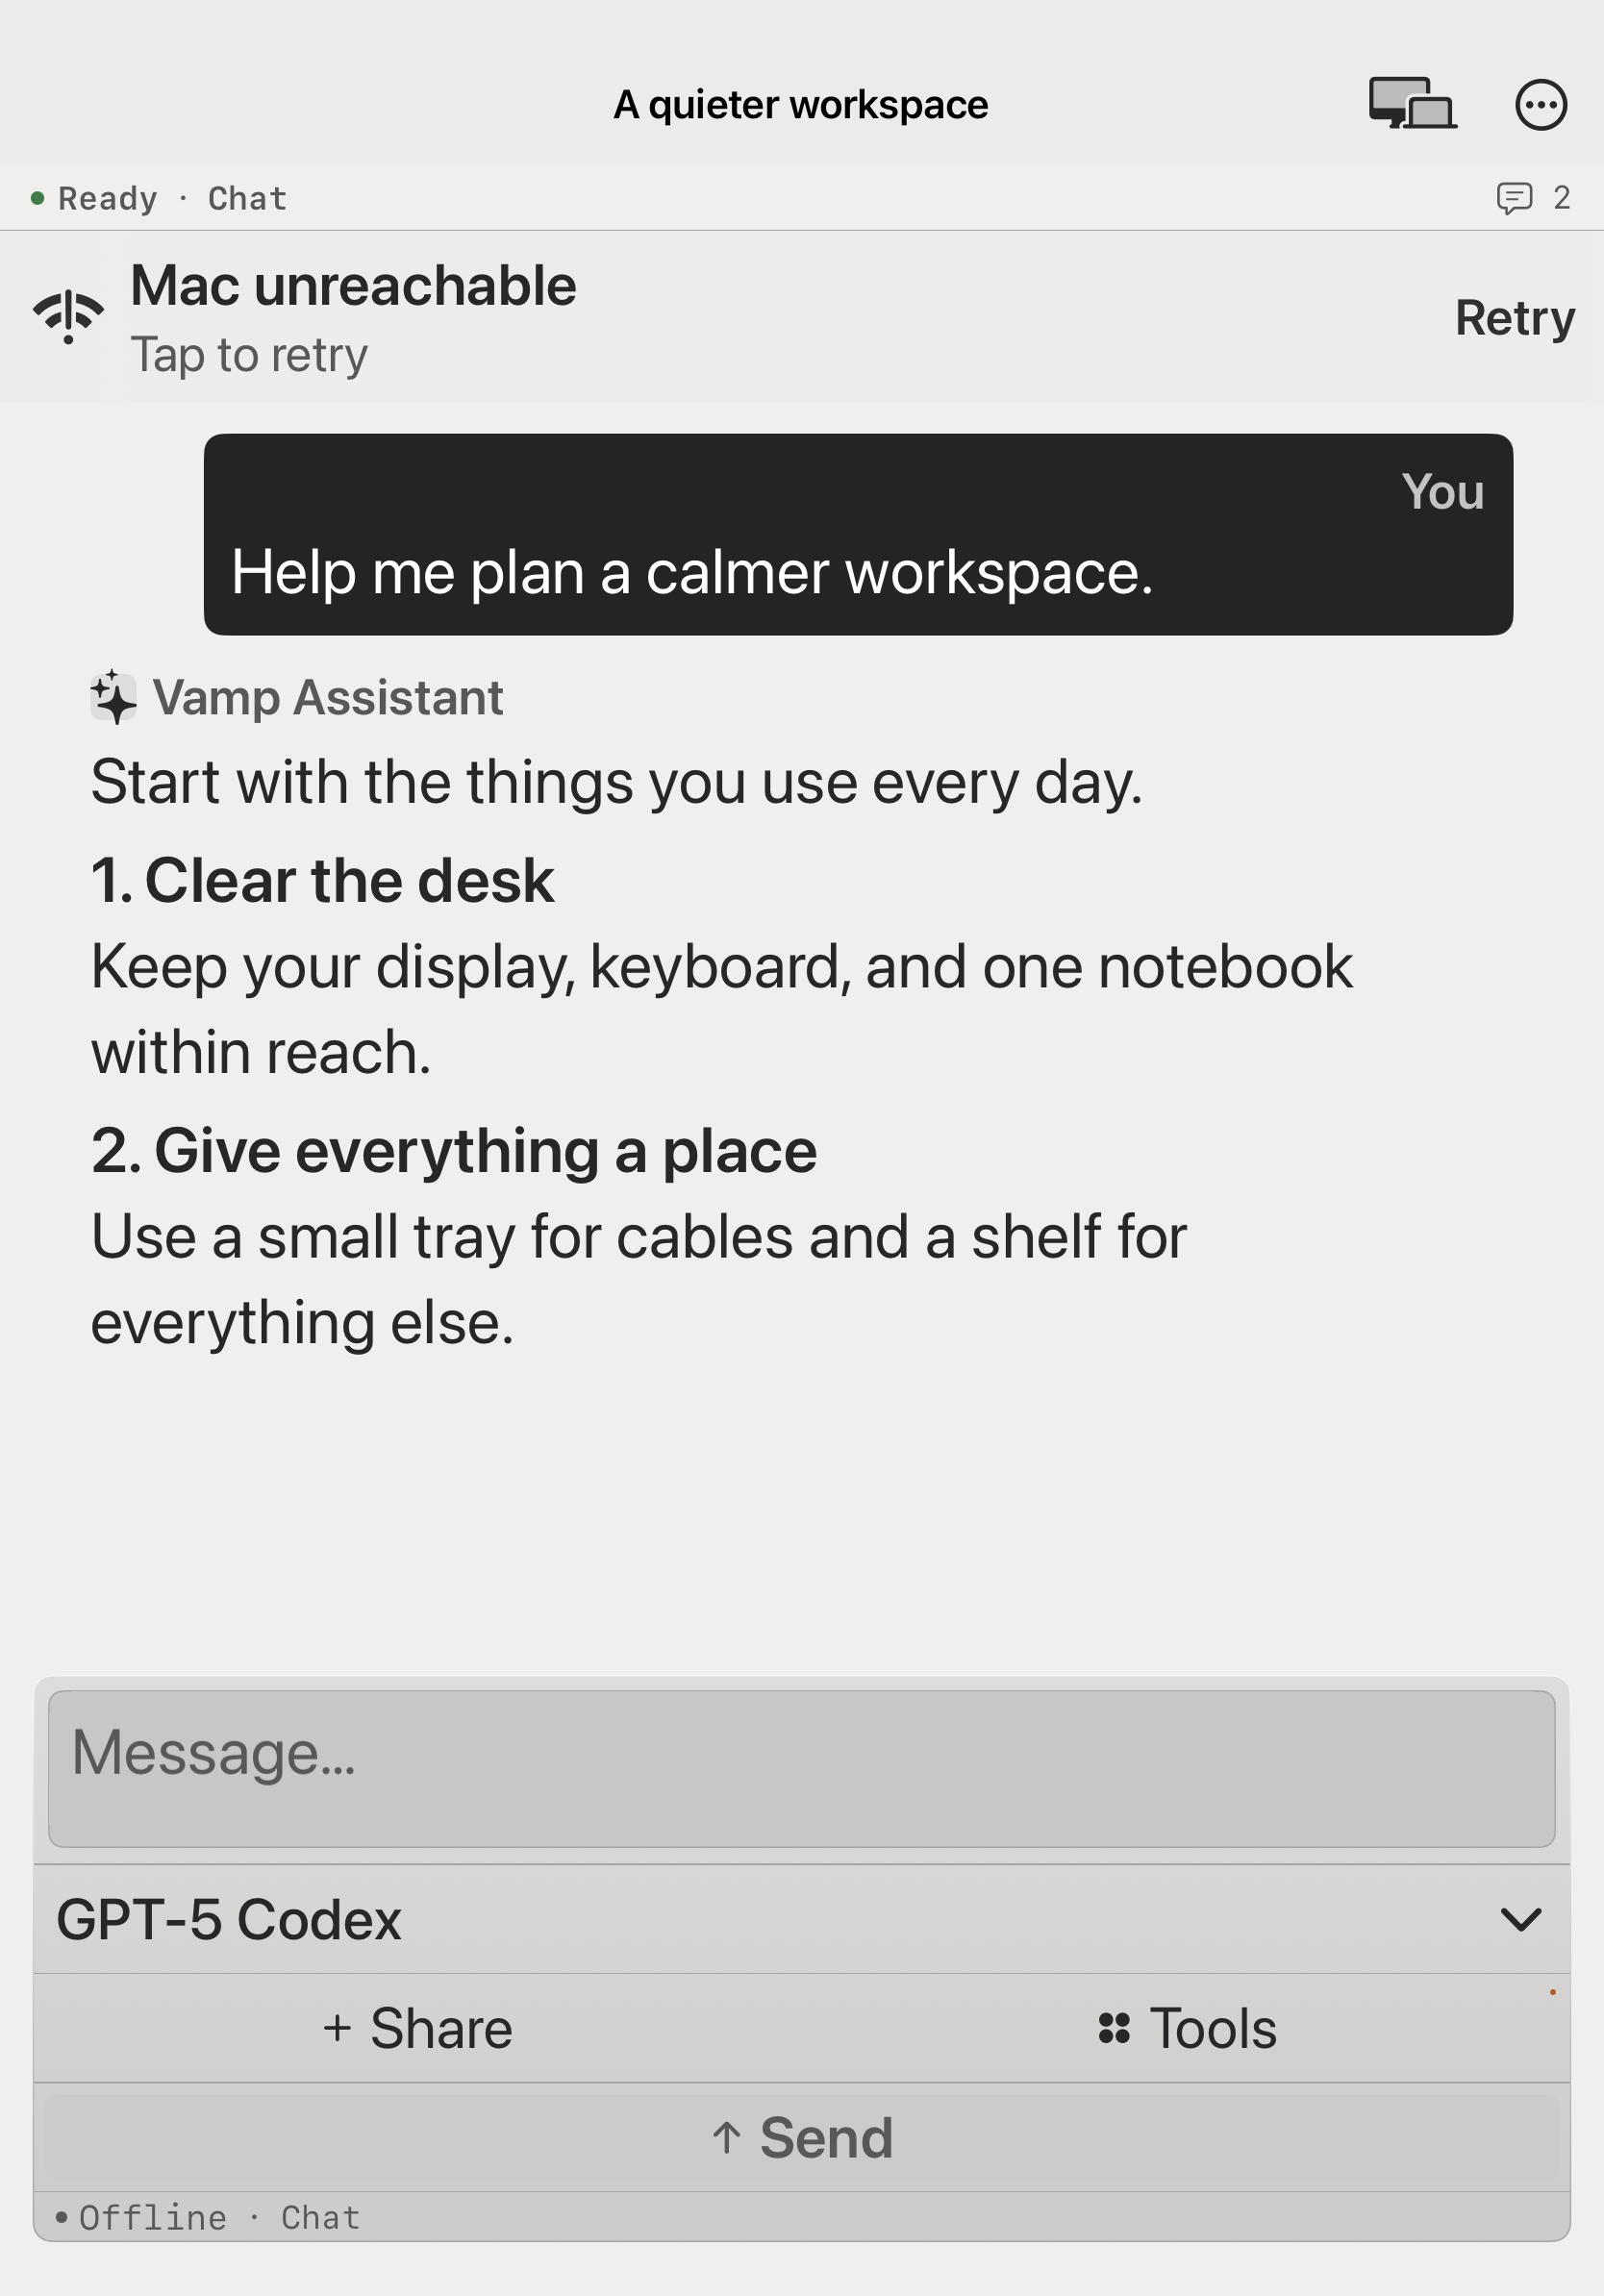 A quieter workspace
Ready · Chat
2
Mac unreachable
Tap to retry
Retry
You
Help me plan a calmer workspace.
Vamp Assistant
Start with the things you use every day.
1. Clear the desk
Keep your display, keyboard, and one notebook
within reach.
2. Give everything a place
Use a small tray for cables and a shelf for
everything else.
Message...
GPT-5 Codex
+ Share
Tools
↑ Send
Offline · Chat